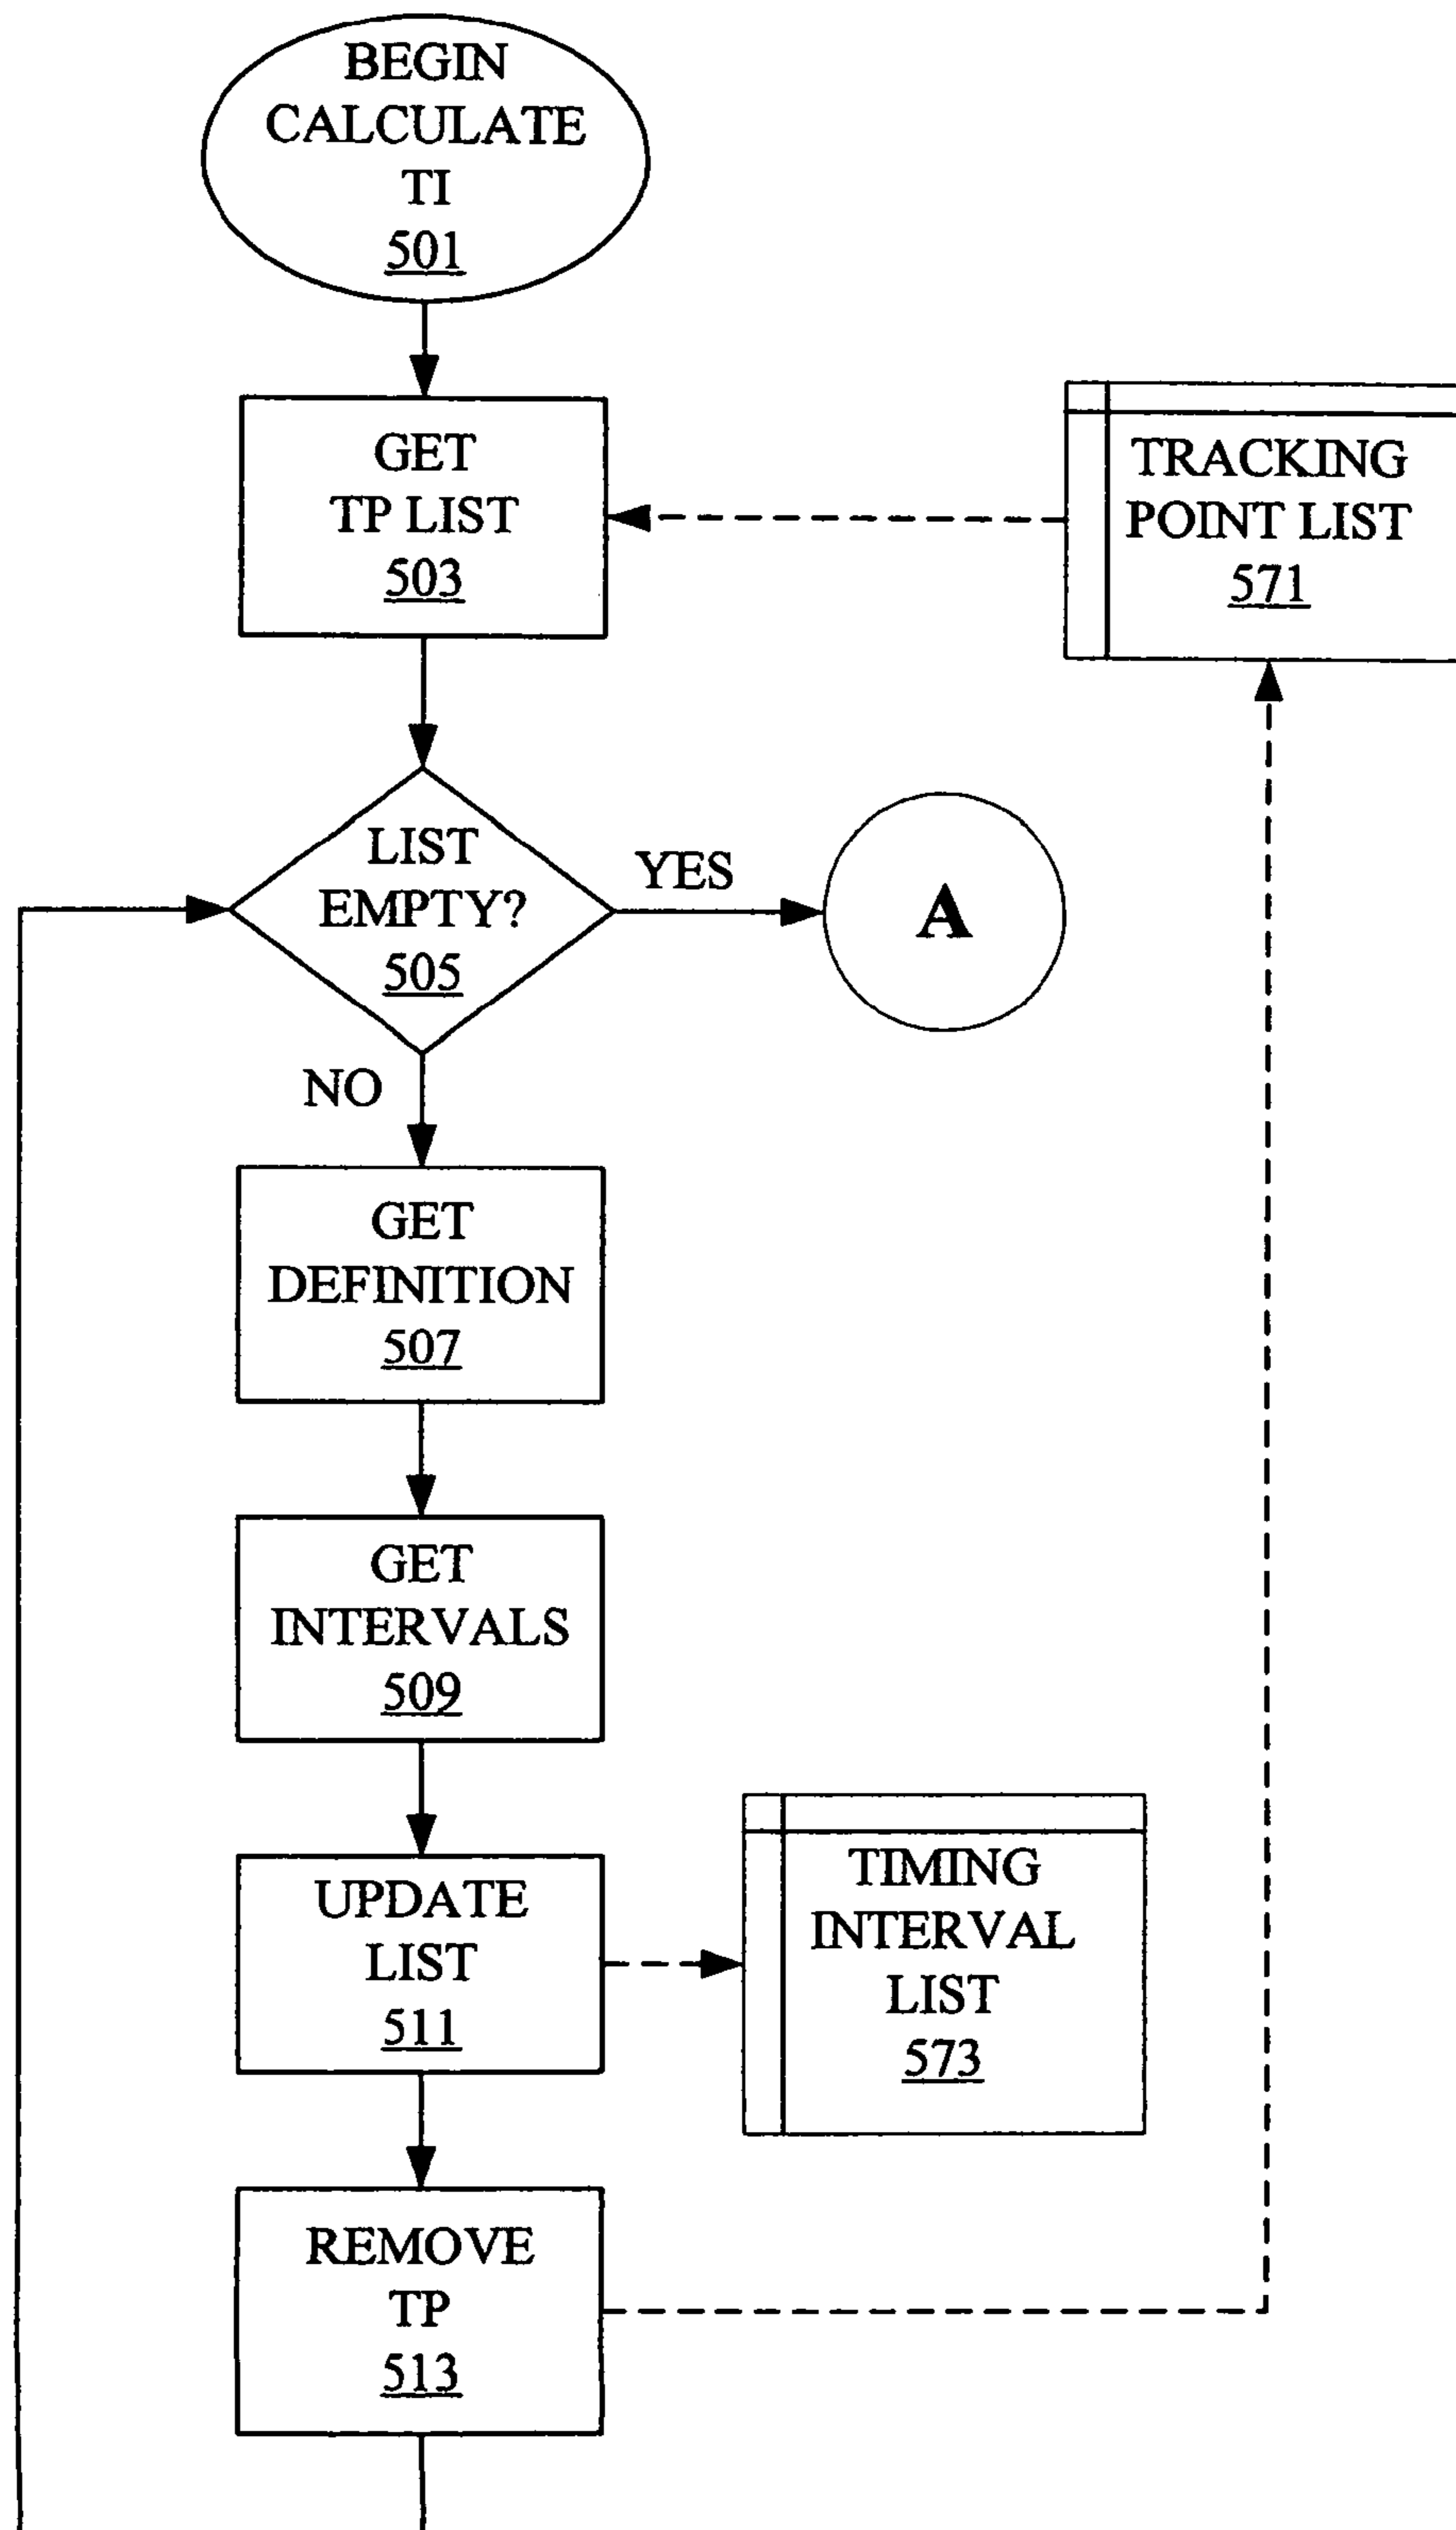 BEGIN
CALCULATE
TI
501
GET
TP LIST
503
TRACKING
POINT LIST
571
LIST
EMPTY?
505
YES
A
NO
GET
DEFINITION
507
GET
INTERVALS
509
UPDATE
LIST
511
TIMING
INTERVAL
LIST
573
REMOVE
TP
513